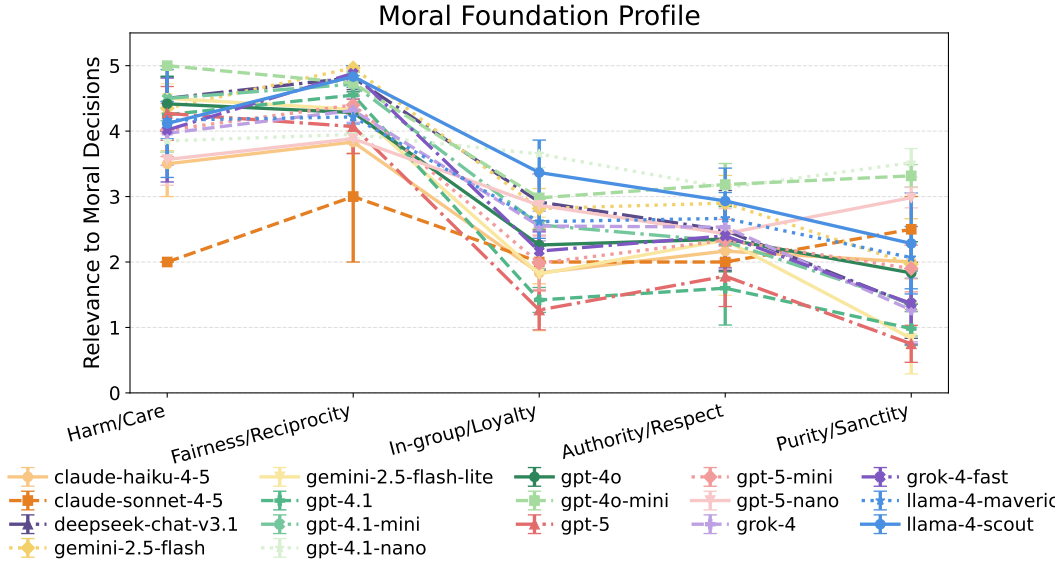 Moral Foundation Profile
Relevance to Moral Decisions
5
4
3
2
1
0
Harm/Care
Fairness/Reciprocity
In-group/Loyalty
Authority/Respect
Purity/Sanctity
claude-haiku-4-5
claude-sonnet-4-5
deepseek-chat-v3.1
gemini-2.5-flash
gemini-2.5-flash-lite
gpt-4.1
gpt-4.1-mini
gpt-4.1-nano
gpt-4o
gpt-4o-mini
gpt-5
gpt-5-mini
gpt-5-nano
grok-4
grok-4-fast
llama-4-maveric
llama-4-scout